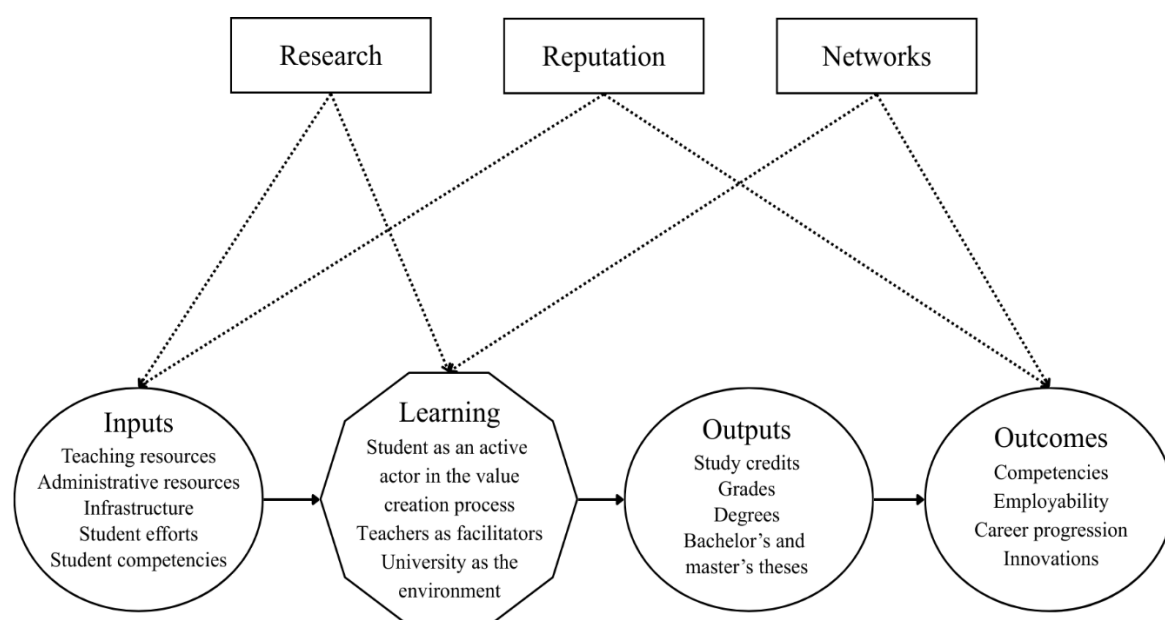 Research
Reputation
Networks
Inputs
Teaching resources
Administrative resources
Infrastructure
Student efforts
Student competencies
Learning
Student as an active
actor in the value
creation process
Teachers as facilitators
University as the
environment
Outputs
Study credits
Grades
Degrees
Bachelor’s and
master’s theses
Outcomes
Competencies
Employability
Career progression
Innovations